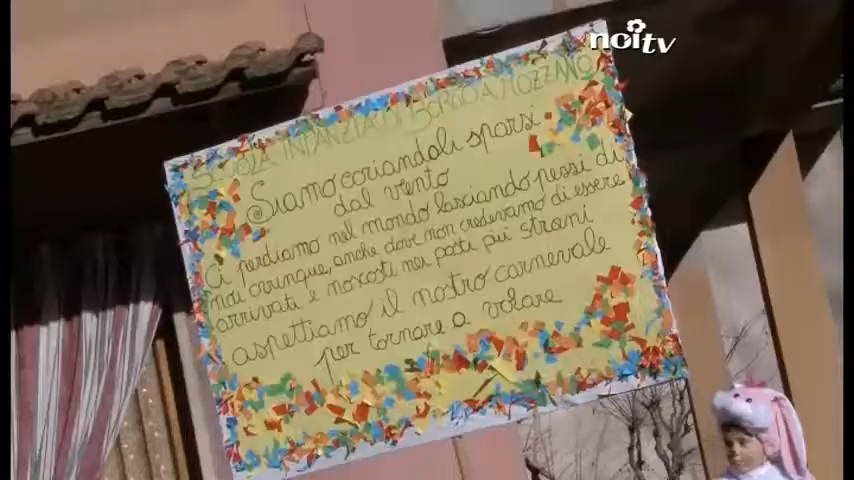 noitv
SCUOLA INFANZIA DI BORGO A MOZZANO
Siamo coriandoli sparsi
dal vento
Ci perdiamo nel mondo lasciando pezzi di
noi ovunque, anche dove non credevamo di essere
arrivati e nascosti nei posti più strani
aspettiamo il nostro carnevale
per tornare a volare